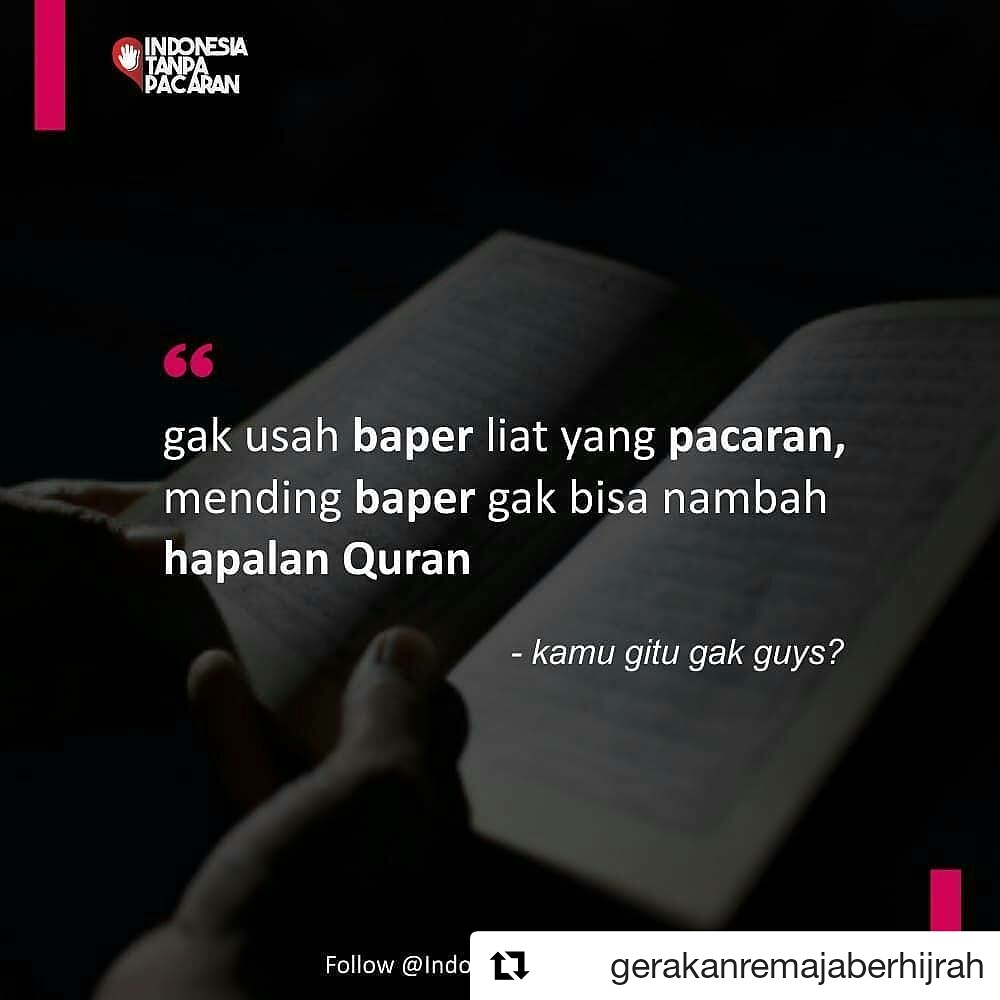 INDONESIA
TANPA
PACARAN
gak usah baper liat yang pacaran,
mending baper gak bisa nambah
hapalan Quran
- kamu gitu gak guys?
Follow @Indo
gerakanremajaberhijrah